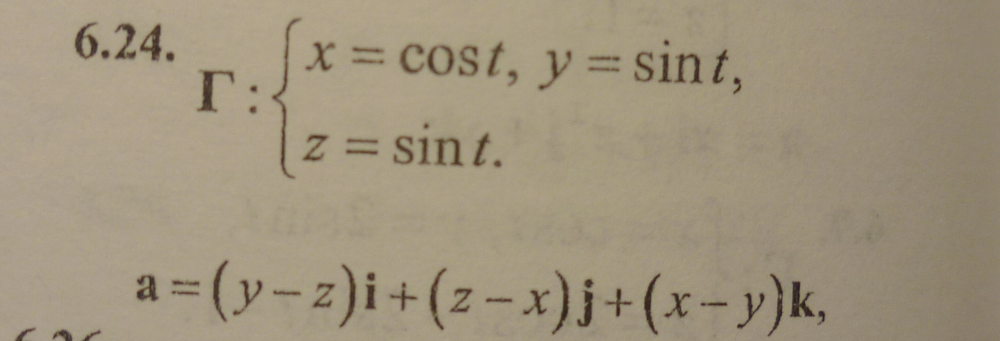 6.24.
Γ: { x = cos t, y = sin t,
z = sin t.
a = (y − z)i + (z − x)j + (x − y)k,